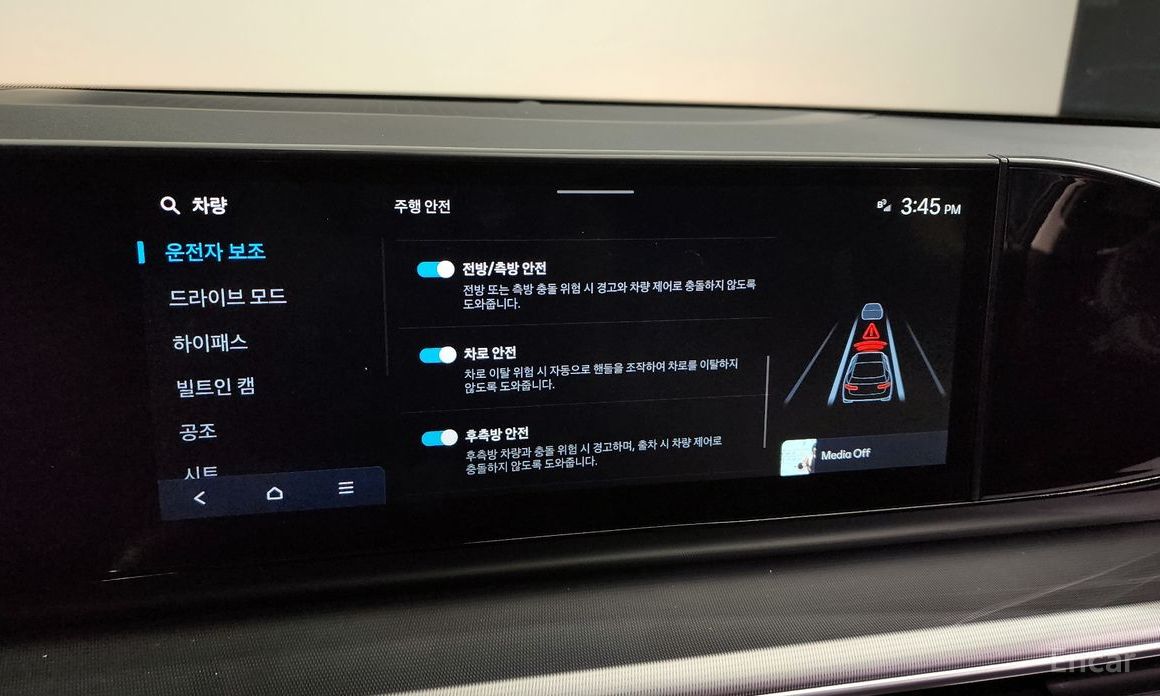 차량
운전자 보조
드라이브 모드
하이패스
빌트인 캠
공조
시트
주행 안전
3:45 PM
전방/측방 안전
전방 또는 측방 충돌 위험 시 경고와 차량 제어로 충돌하지 않도록
도와줍니다.
차로 안전
차로 이탈 위험 시 자동으로 핸들을 조작하여 차로를 이탈하지
않도록 도와줍니다.
후측방 안전
후측방 차량과 충돌 위험 시 경고하며, 출차 시 차량 제어로
충돌하지 않도록 도와줍니다.
Media Off
Encar